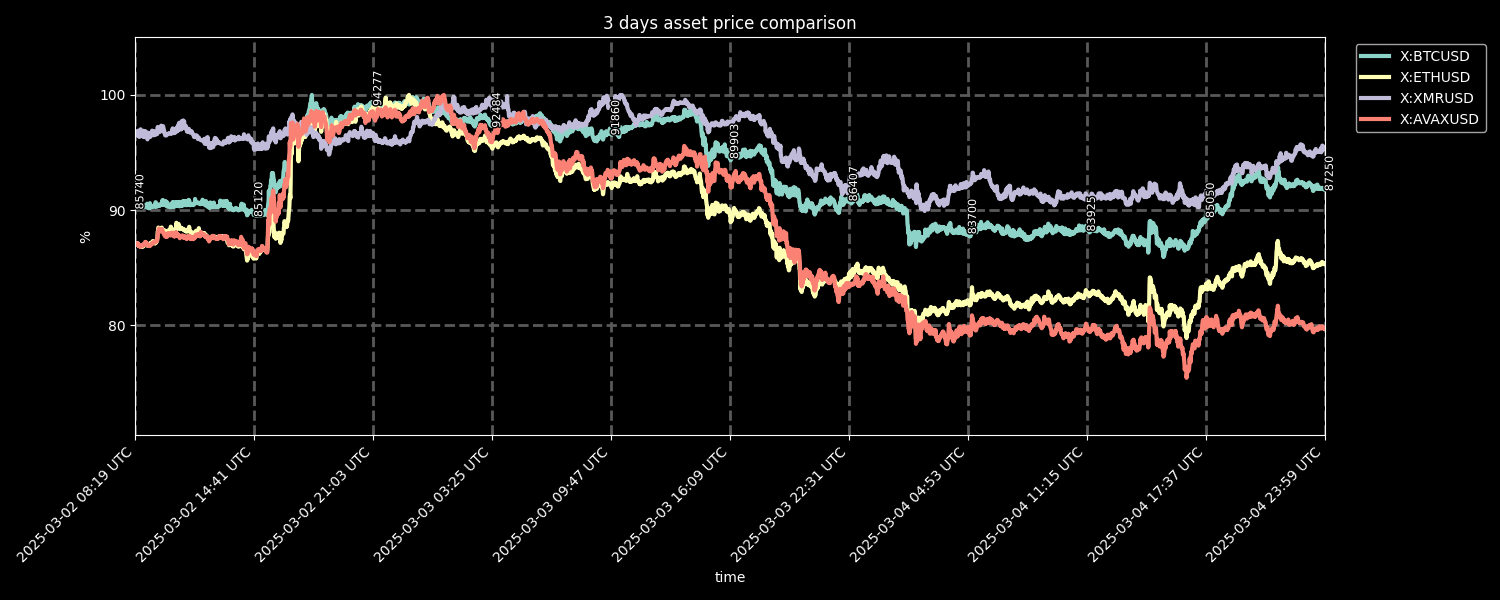 3 days asset price comparison
X:BTCUSD
X:ETHUSD
X:XMRUSD
X:AVAXUSD
%
100
90
80
85740
85120
94277
92484
91860
89903
86407
83700
83925
85050
87250
2025-03-02 08:19 UTC
2025-03-02 14:41 UTC
2025-03-02 21:03 UTC
2025-03-03 03:25 UTC
2025-03-03 09:47 UTC
2025-03-03 16:09 UTC
2025-03-03 22:31 UTC
2025-03-04 04:53 UTC
2025-03-04 11:15 UTC
2025-03-04 17:37 UTC
2025-03-04 23:59 UTC
time